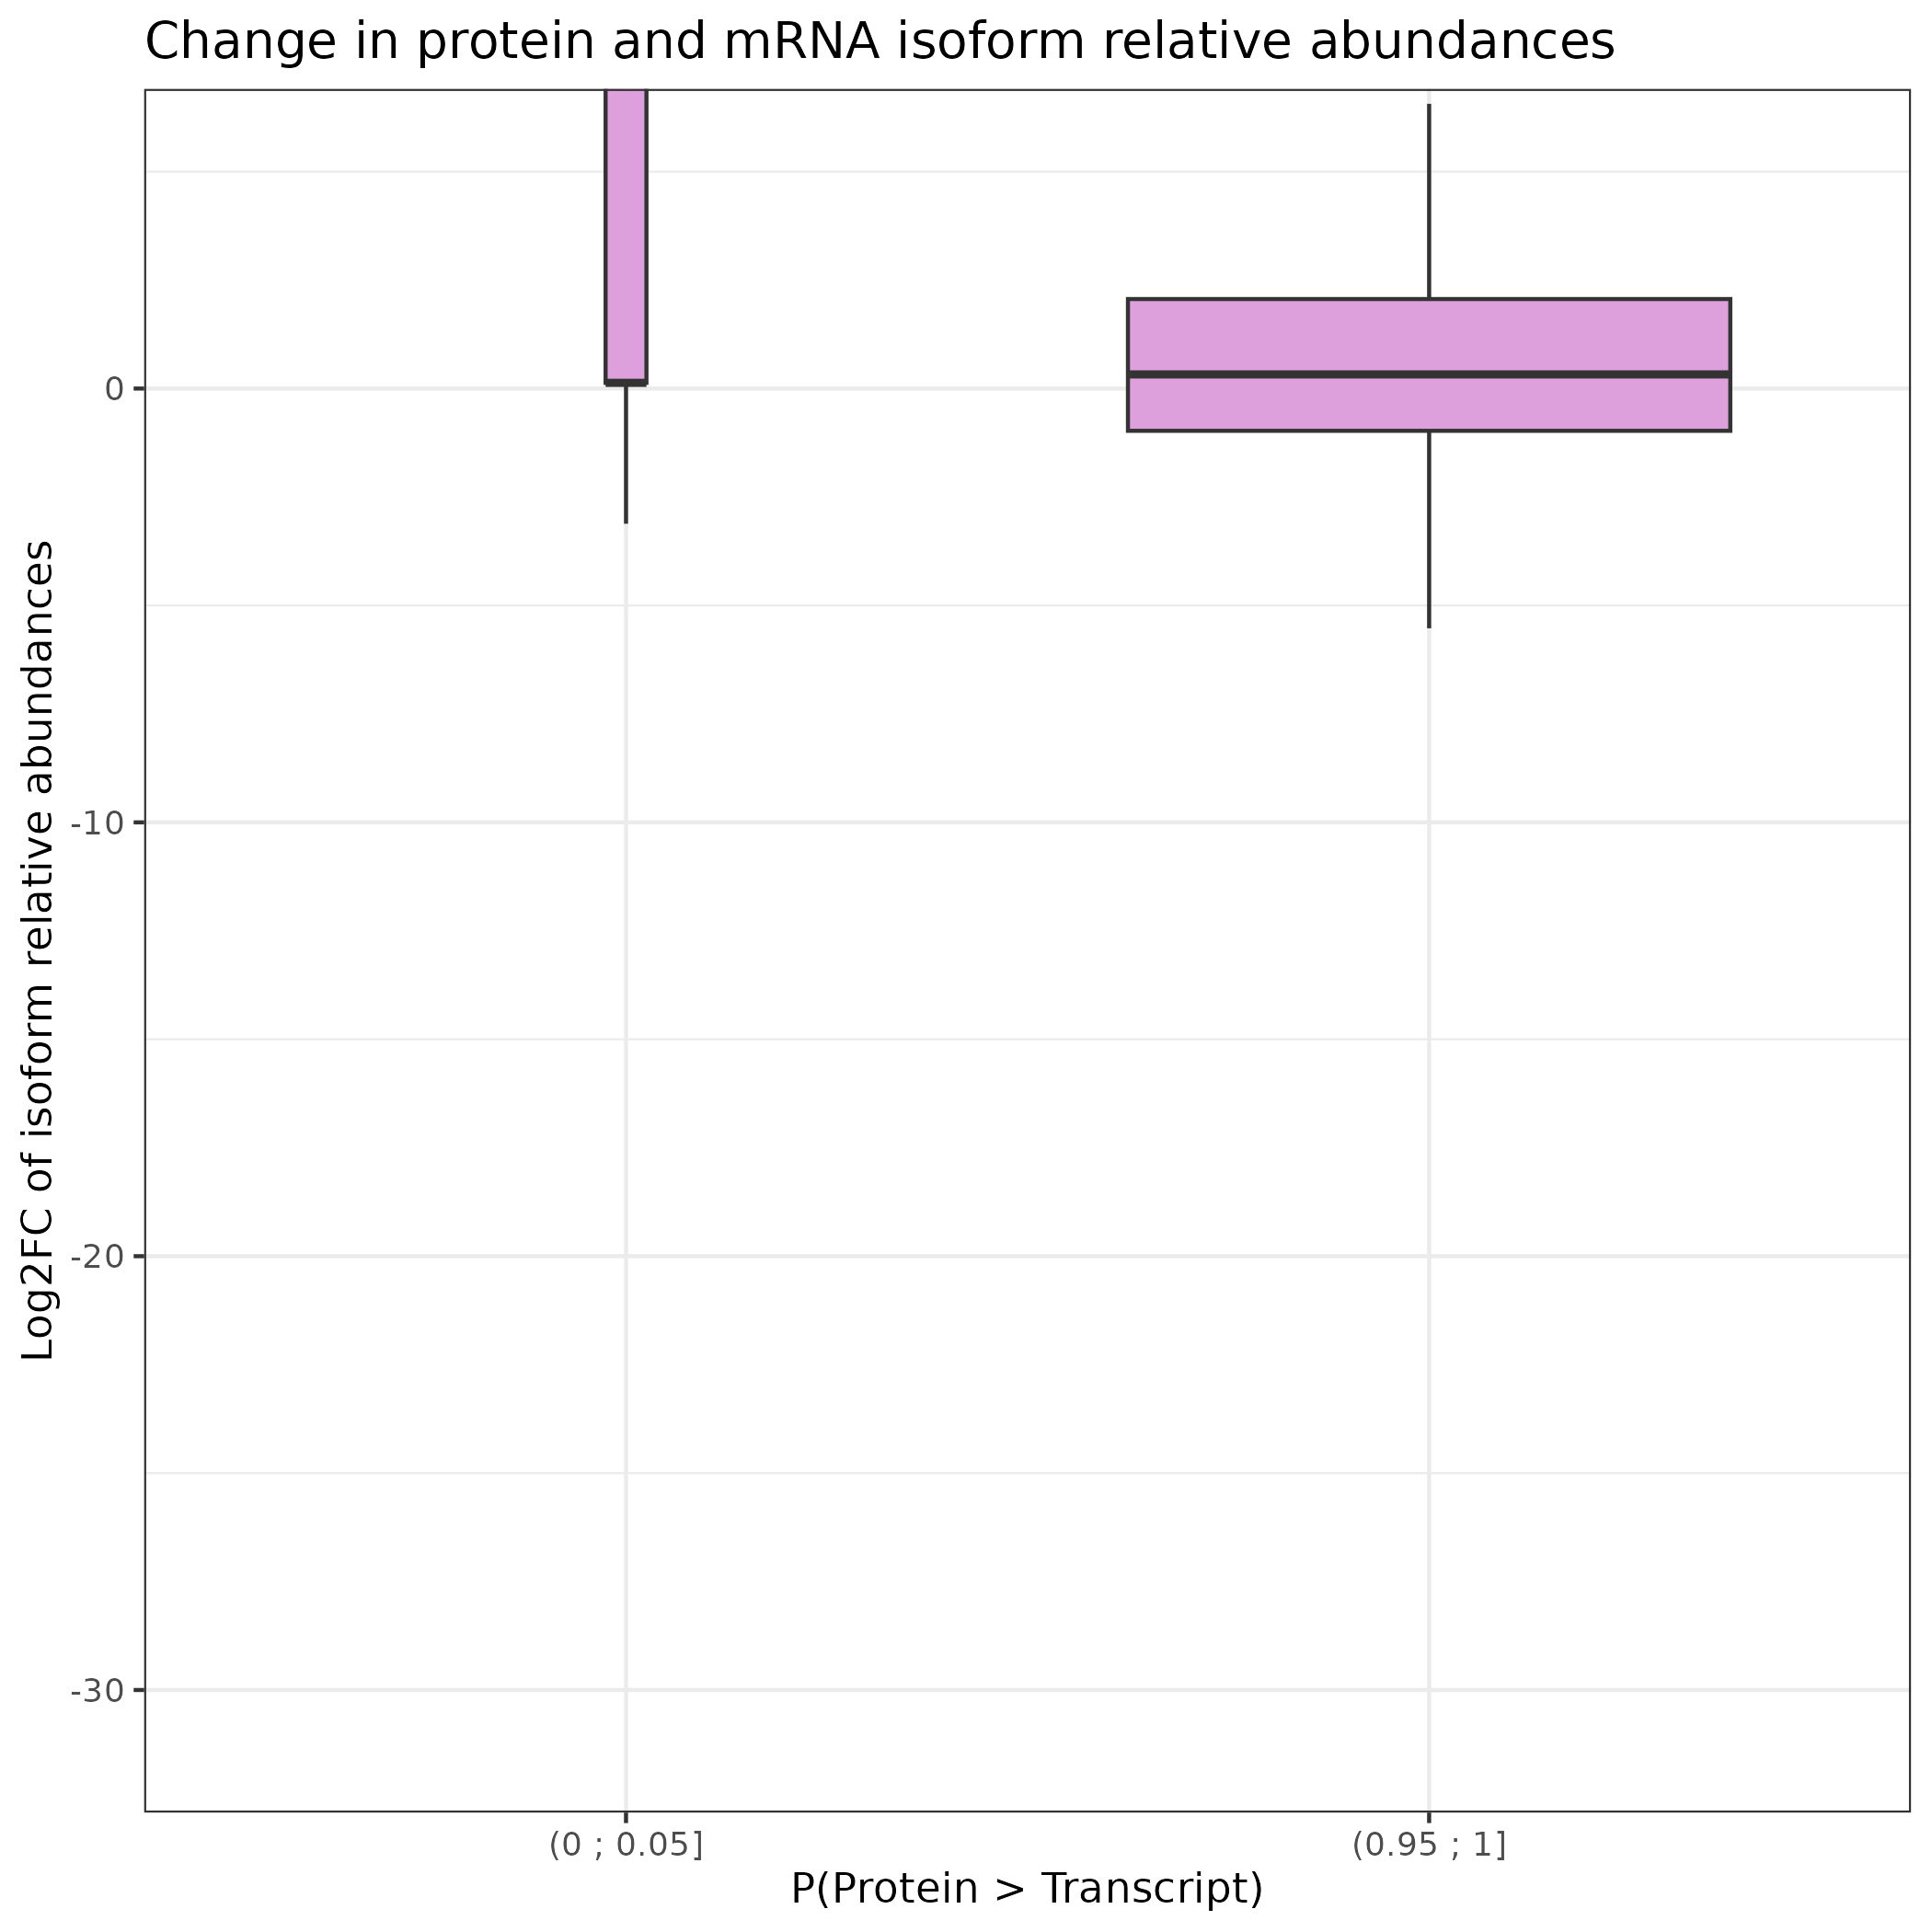 Change in protein and mRNA isoform relative abundances
Log2FC of isoform relative abundances
0
-10
-20
-30
(0 ; 0.05]
(0.95 ; 1]
P(Protein > Transcript)